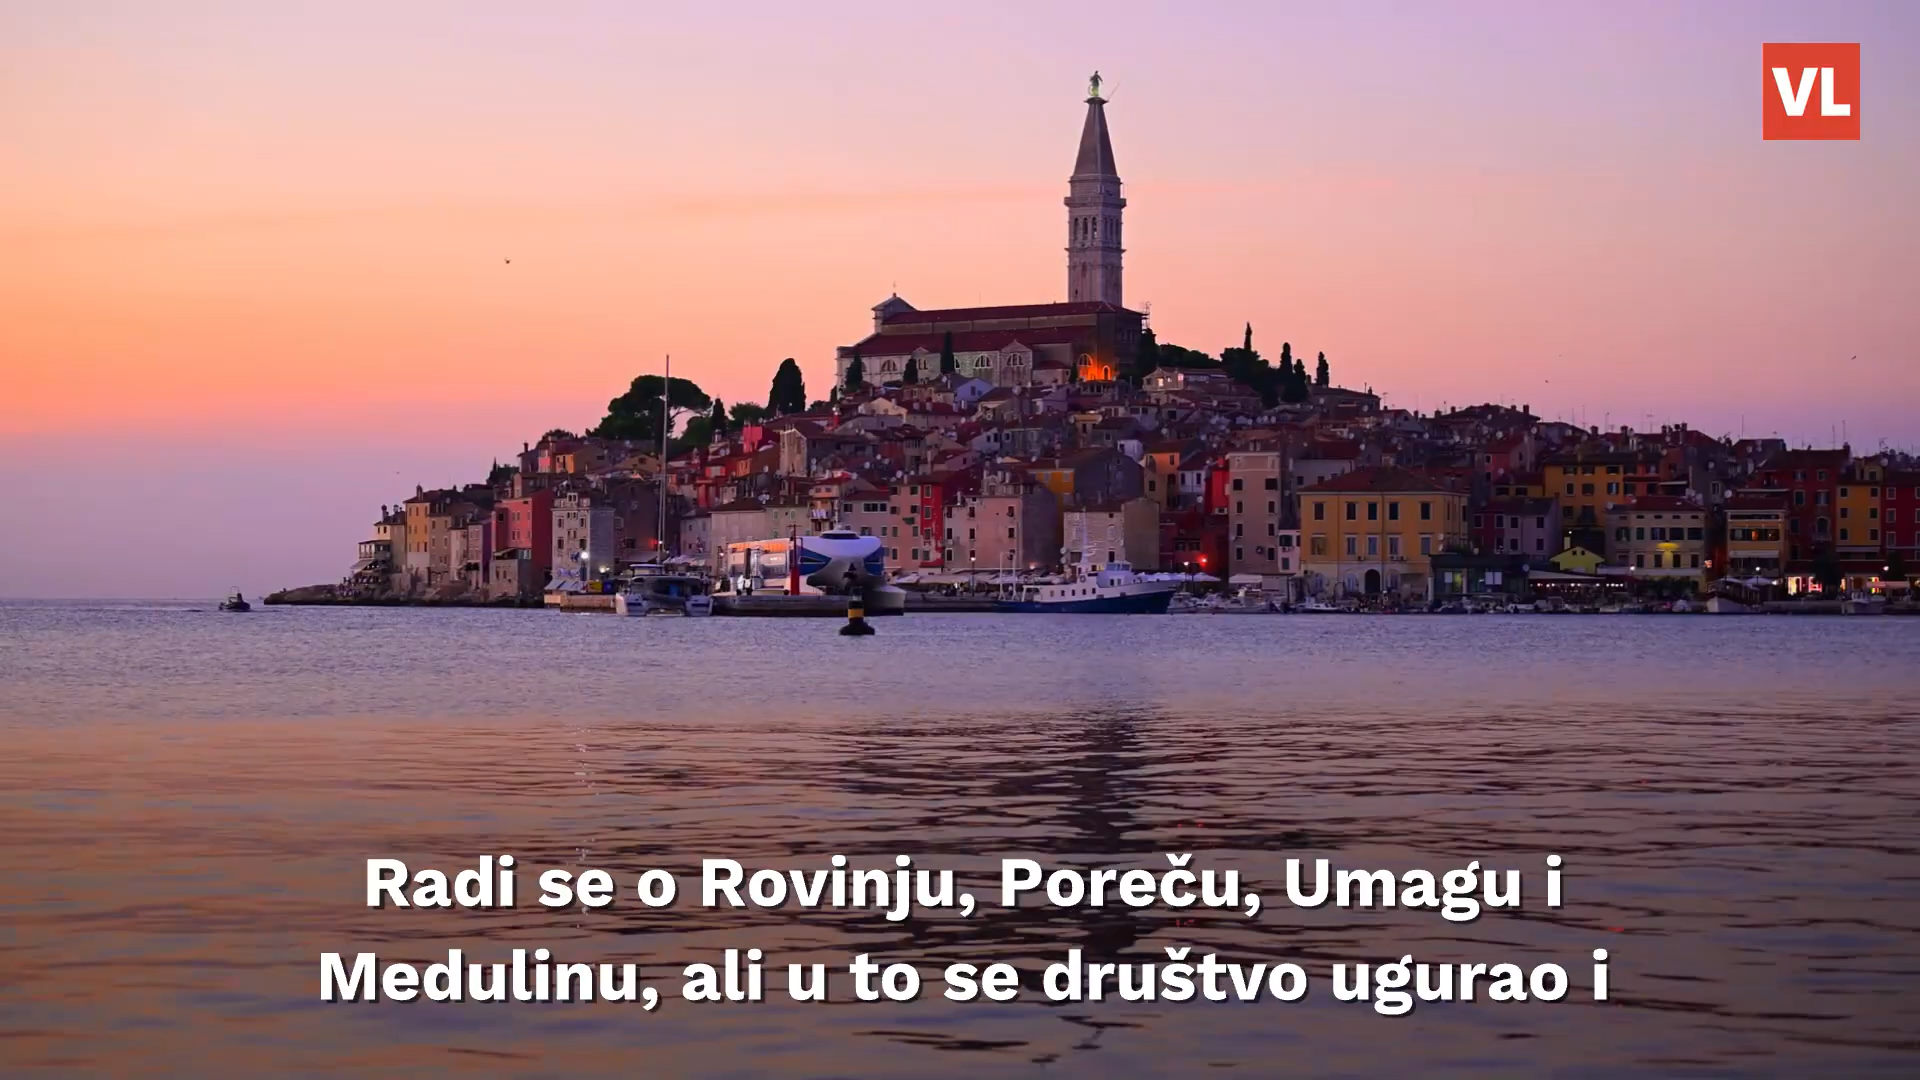 VL
Radi se o Rovinju, Poreču, Umagu i
Medulinu, ali u to se društvo ugurao i